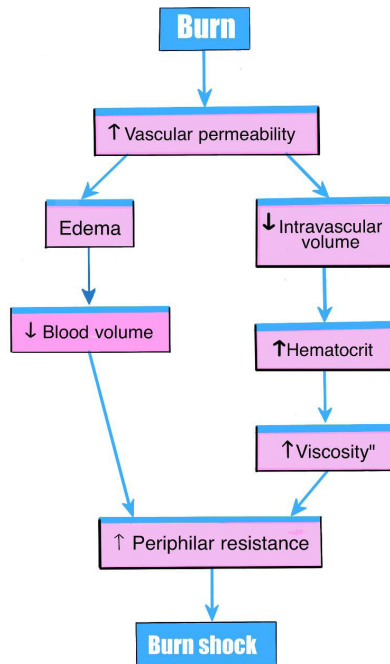 Burn
↑ Vascular permeability
Edema
↓ Intravascular
volume
↓ Blood volume
↑ Hematocrit
↑ Viscosity"
↑ Periphilar resistance
Burn shock